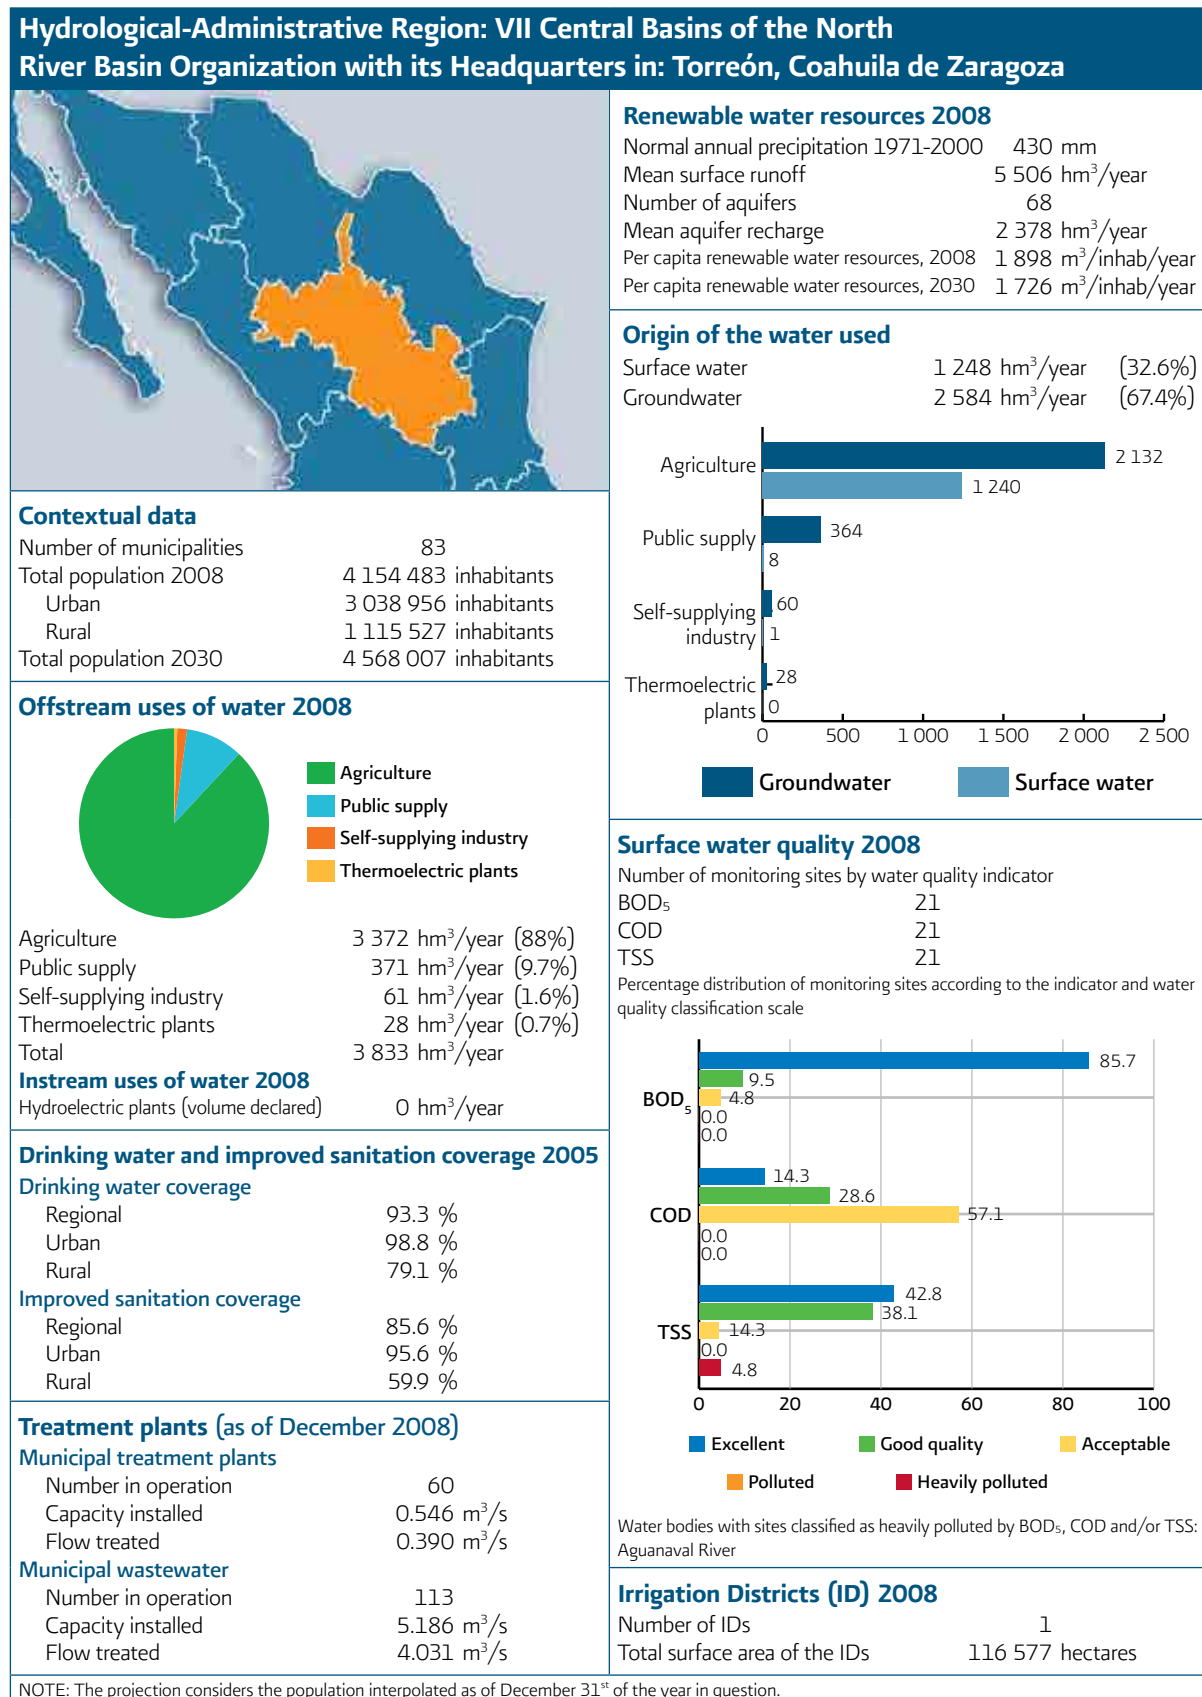 Hydrological-Administrative Region: VII Central Basins of the North
River Basin Organization with its Headquarters in: Torreón, Coahuila de Zaragoza
Contextual data
Number of municipalities 83
Total population 2008 4 154 483 inhabitants
Urban 3 038 956 inhabitants
Rural 1 115 527 inhabitants
Total population 2030 4 568 007 inhabitants
Offstream uses of water 2008
Agriculture
Public supply
Self-supplying industry
Thermoelectric plants
Agriculture 3 372 hm³/year (88%)
Public supply 371 hm³/year (9.7%)
Self-supplying industry 61 hm³/year (1.6%)
Thermoelectric plants 28 hm³/year (0.7%)
Total 3 833 hm³/year
Instream uses of water 2008
Hydroelectric plants (volume declared) 0 hm³/year
Drinking water and improved sanitation coverage 2005
Drinking water coverage
Regional 93.3 %
Urban 98.8 %
Rural 79.1 %
Improved sanitation coverage
Regional 85.6 %
Urban 95.6 %
Rural 59.9 %
Treatment plants (as of December 2008)
Municipal treatment plants
Number in operation 60
Capacity installed 0.546 m³/s
Flow treated 0.390 m³/s
Municipal wastewater
Number in operation 113
Capacity installed 5.186 m³/s
Flow treated 4.031 m³/s
Renewable water resources 2008
Normal annual precipitation 1971-2000 430 mm
Mean surface runoff 5 506 hm³/year
Number of aquifers 68
Mean aquifer recharge 2 378 hm³/year
Per capita renewable water resources, 2008 1 898 m³/inhab/year
Per capita renewable water resources, 2030 1 726 m³/inhab/year
Origin of the water used
Surface water 1 248 hm³/year (32.6%)
Groundwater 2 584 hm³/year (67.4%)
Agriculture 2 132
1 240
Public supply 364
8
Self-supplying 60
industry 1
Thermoelectric 28
plants 0
0 500 1 000 1 500 2 000 2 500
Groundwater Surface water
Surface water quality 2008
Number of monitoring sites by water quality indicator
BOD₅ 21
COD 21
TSS 21
Percentage distribution of monitoring sites according to the indicator and water
quality classification scale
85.7
9.5
BOD₅ 4.8
0.0
0.0
14.3
28.6
COD 57.1
0.0
0.0
42.8
38.1
TSS 14.3
0.0
4.8
0 20 40 60 80 100
Excellent Good quality Acceptable
Polluted Heavily polluted
Water bodies with sites classified as heavily polluted by BOD₅, COD and/or TSS:
Aguanaval River
Irrigation Districts (ID) 2008
Number of IDs 1
Total surface area of the IDs 116 577 hectares
NOTE: The projection considers the population interpolated as of December 31ˢᵗ of the year in question.